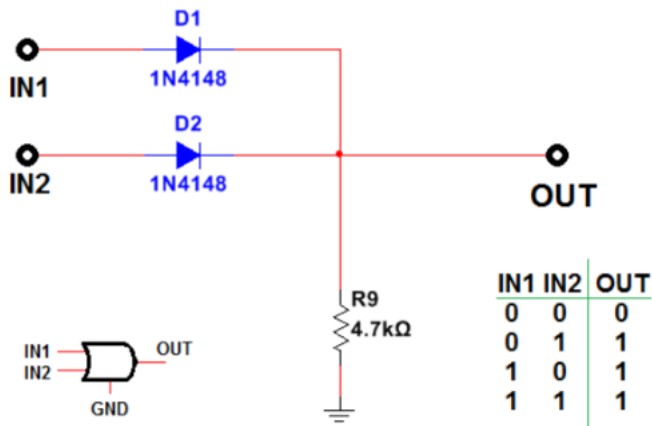 D1
1N4148
IN1
D2
1N4148
IN2
OUT
R9
4.7kΩ
IN1 IN2 OUT
0 0 0
0 1 1
1 0 1
1 1 1
IN1
IN2
OUT
GND